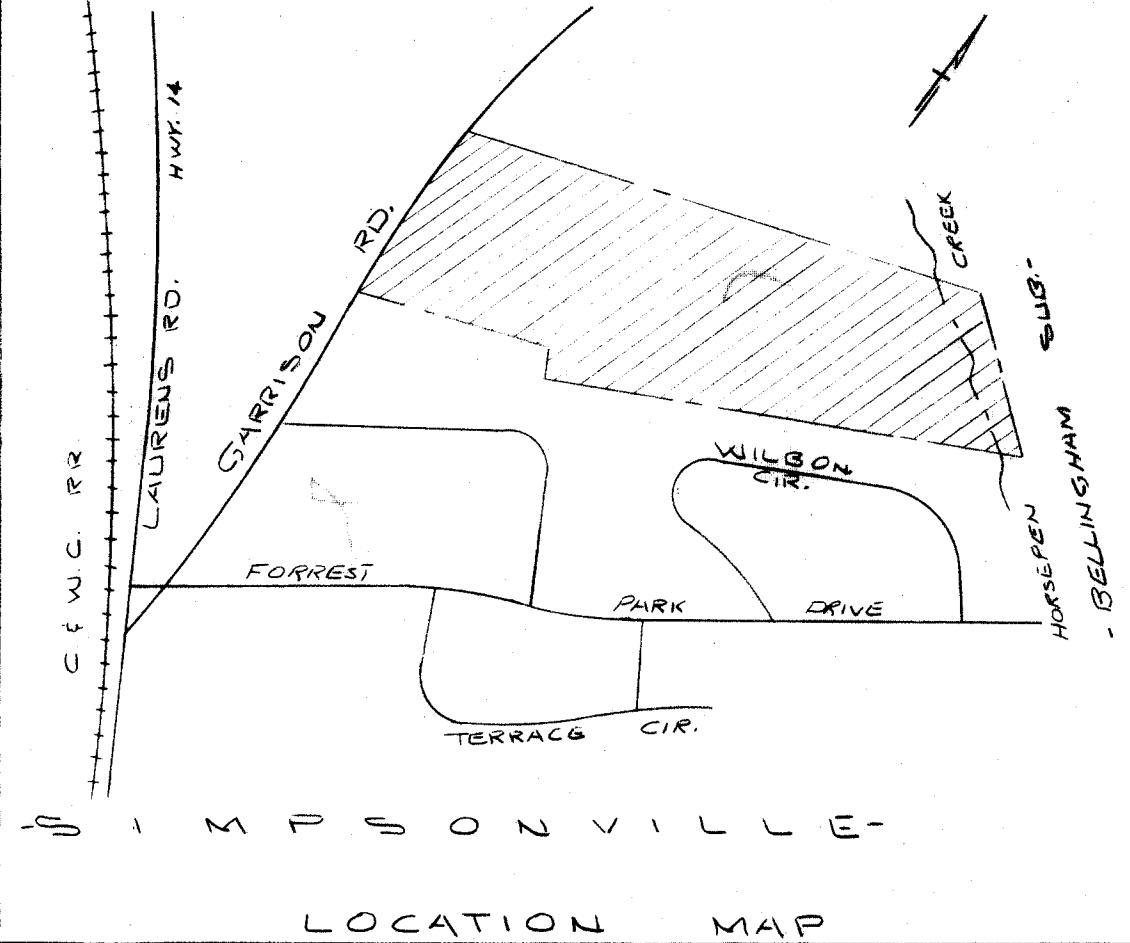 HWY. 14
LAURENS RD.
C & W.C. RR
GARRISON RD.
CREEK
HORSEPEN
- BELLINGHAM SUB.-
WILBON
CIR.
FORREST PARK DRIVE
TERRACE CIR.
-SIMPSONVILLE-
LOCATION MAP